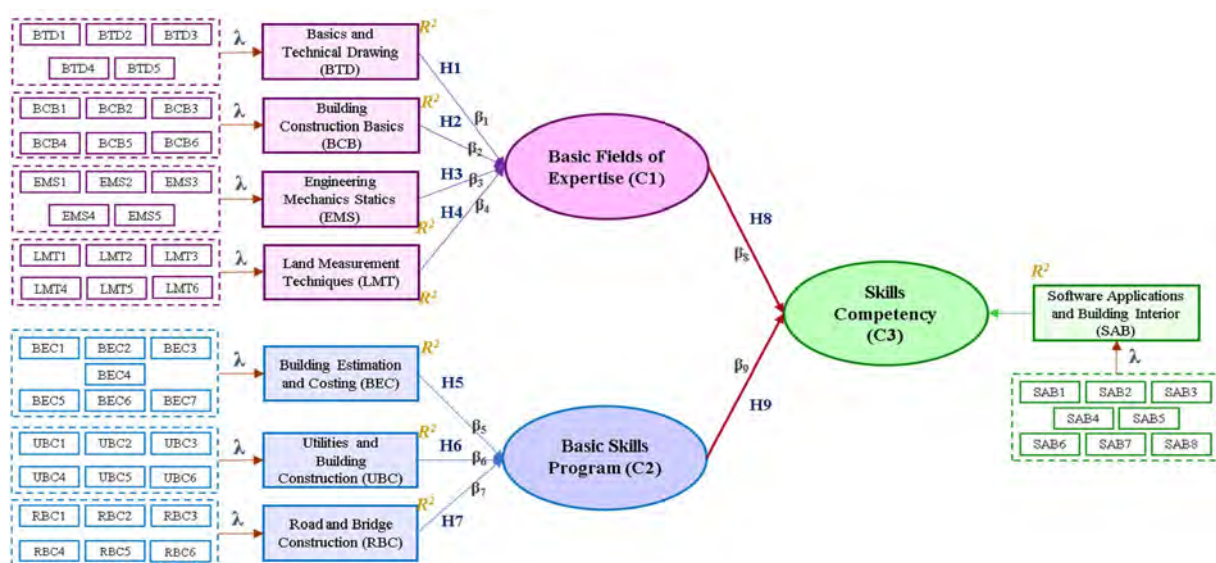 BTD1 BTD2 BTD3
BTD4 BTD5
λ
Basics and
Technical Drawing
(BTD)
R²
H1
β₁
BCB1 BCB2 BCB3
BCB4 BCB5 BCB6
λ
Building
Construction Basics
(BCB)
R²
H2
β₂
EMS1 EMS2 EMS3
EMS4 EMS5
λ
Engineering
Mechanics Statics
(EMS)
R²
H3
β₃
LMT1 LMT2 LMT3
LMT4 LMT5 LMT6
λ
Land Measurement
Techniques (LMT)
R²
H4
β₄
Basic Fields of
Expertise (C1)
H8
β₈
BEC1 BEC2 BEC3
BEC4
BEC5 BEC6 BEC7
λ
Building Estimation
and Costing (BEC)
R²
H5
β₅
UBC1 UBC2 UBC3
UBC4 UBC5 UBC6
λ
Utilities and
Building
Construction (UBC)
R²
H6
β₆
RBC1 RBC2 RBC3
RBC4 RBC5 RBC6
λ
Road and Bridge
Construction (RBC)
R²
H7
β₇
Basic Skills
Program (C2)
β₉
H9
Skills
Competency
(C3)
R²
Software Applications
and Building Interior
(SAB)
λ
SAB1 SAB2 SAB3
SAB4 SAB5
SAB6 SAB7 SAB8